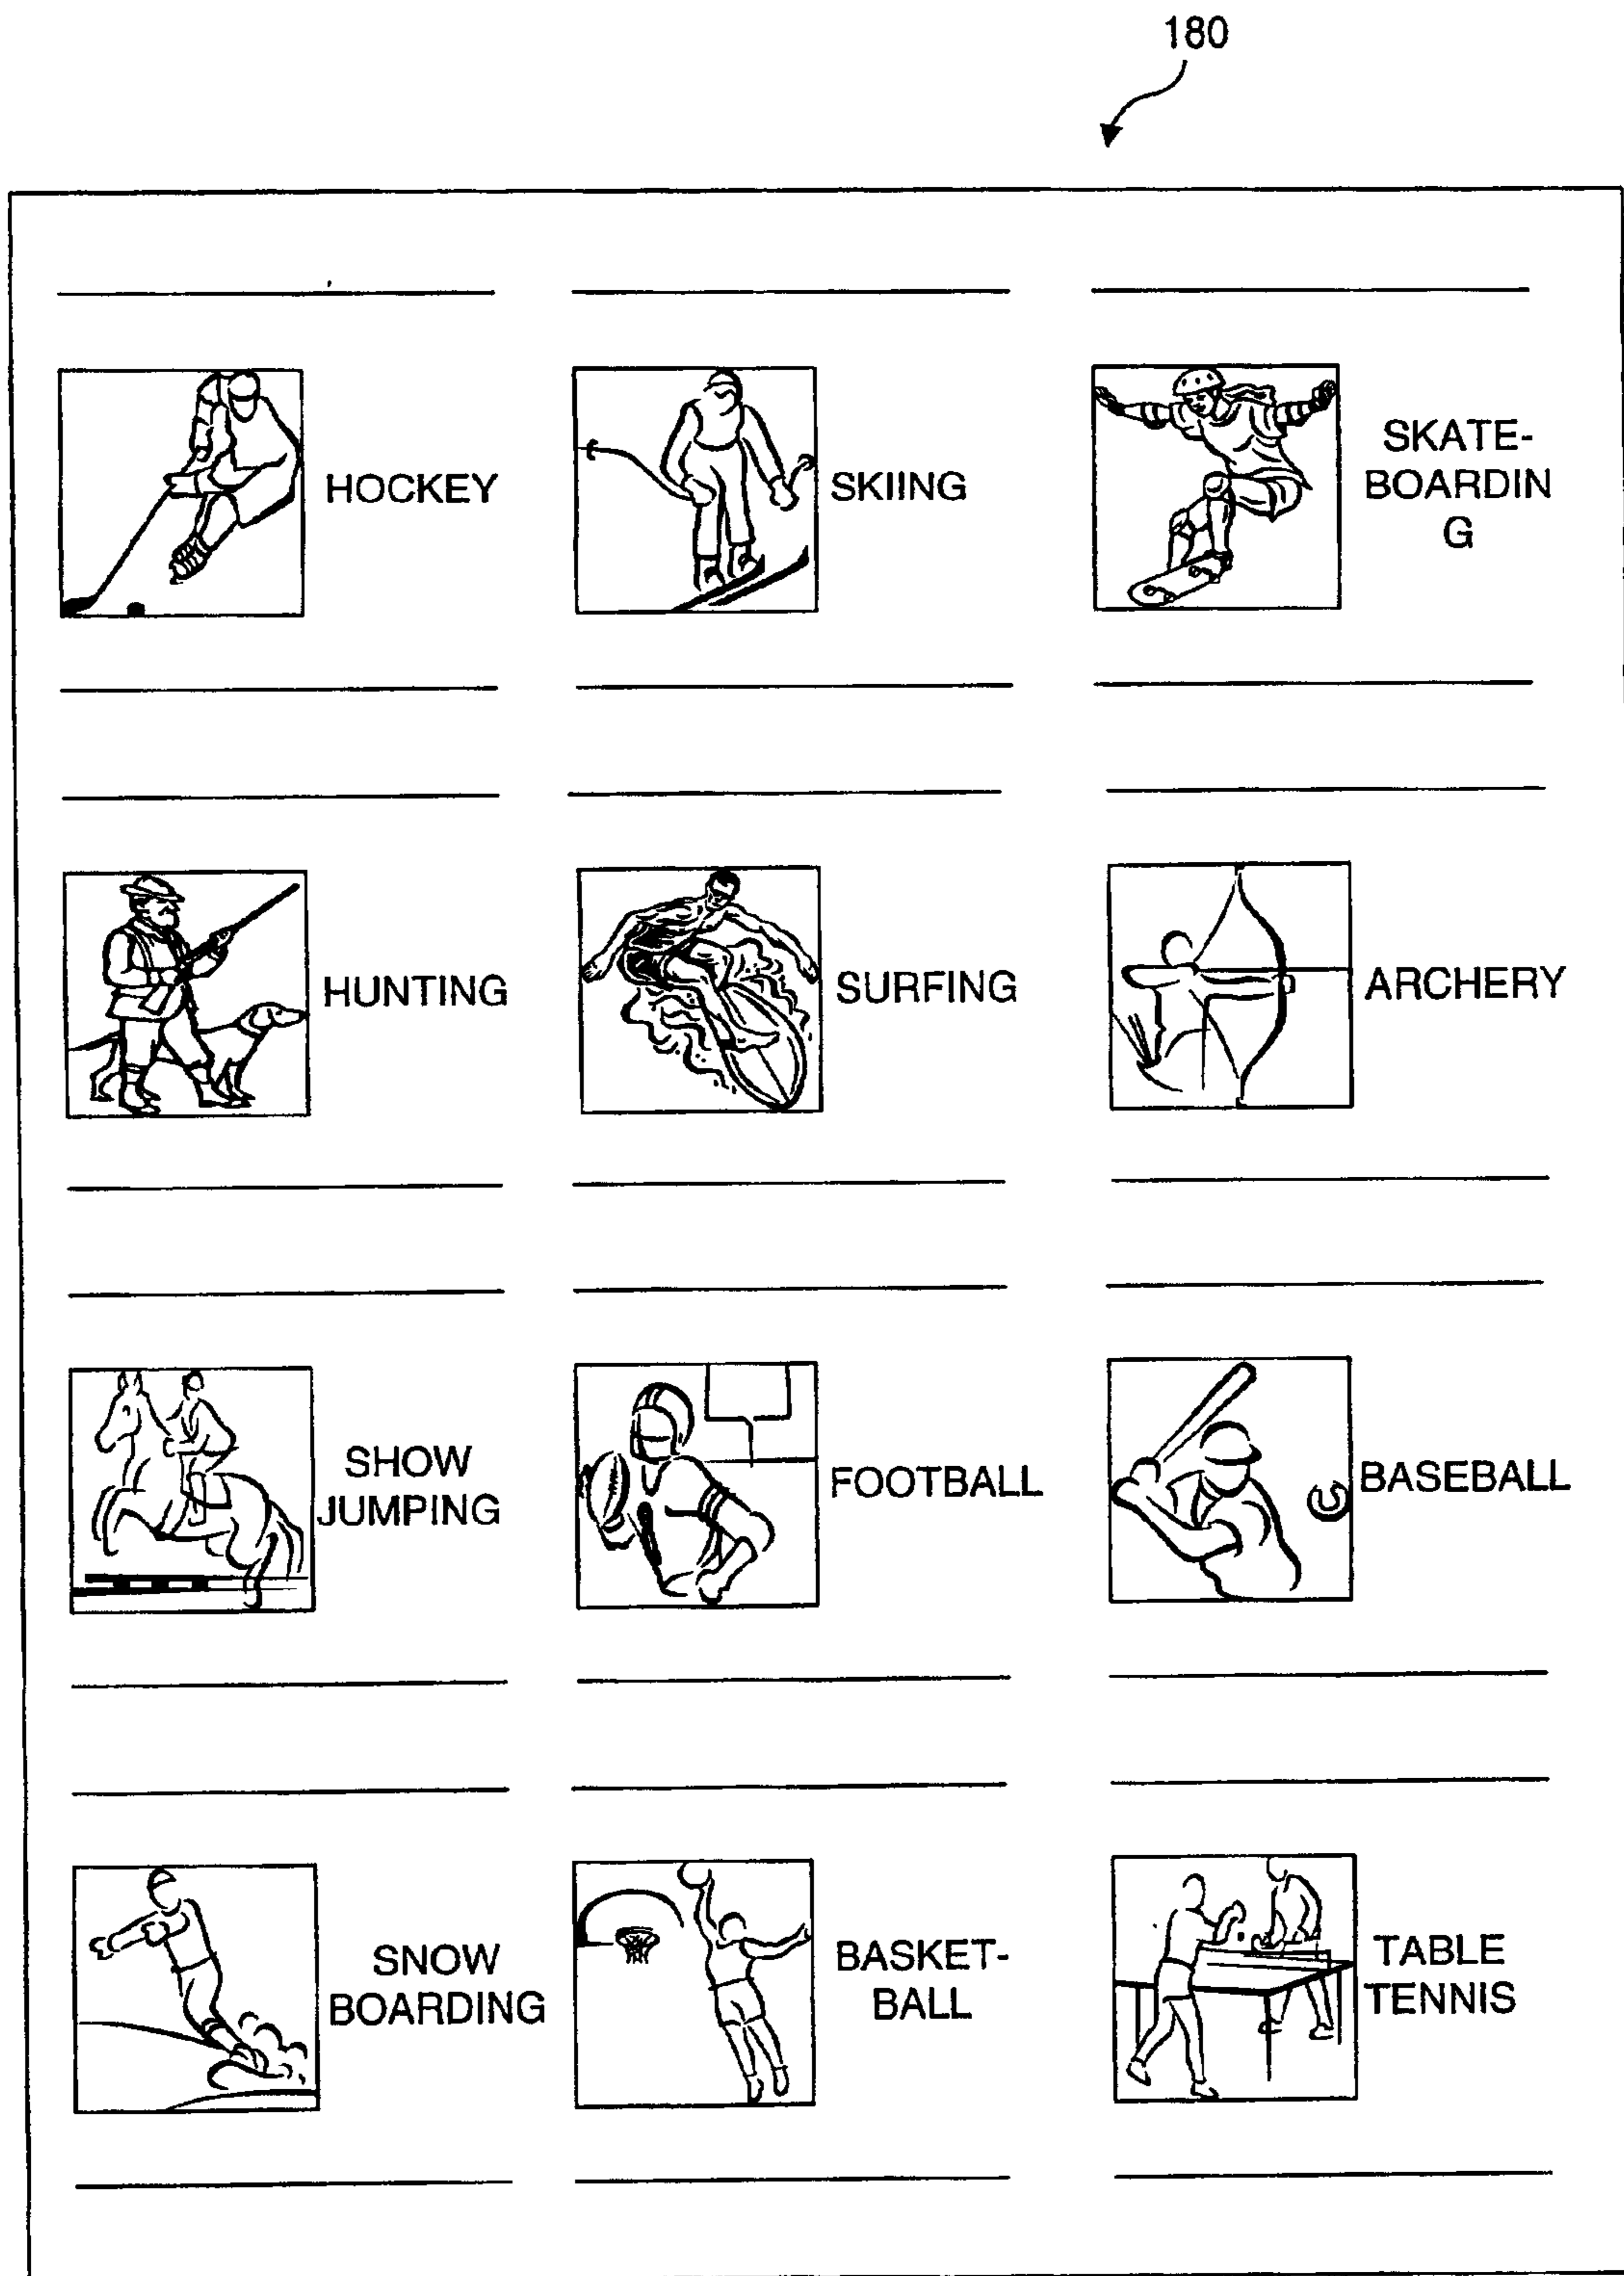 180
HOCKEY
SKIING
SKATE-
BOARDIN
G
HUNTING
SURFING
ARCHERY
SHOW
JUMPING
FOOTBALL
BASEBALL
SNOW
BOARDING
BASKET-
BALL
TABLE
TENNIS